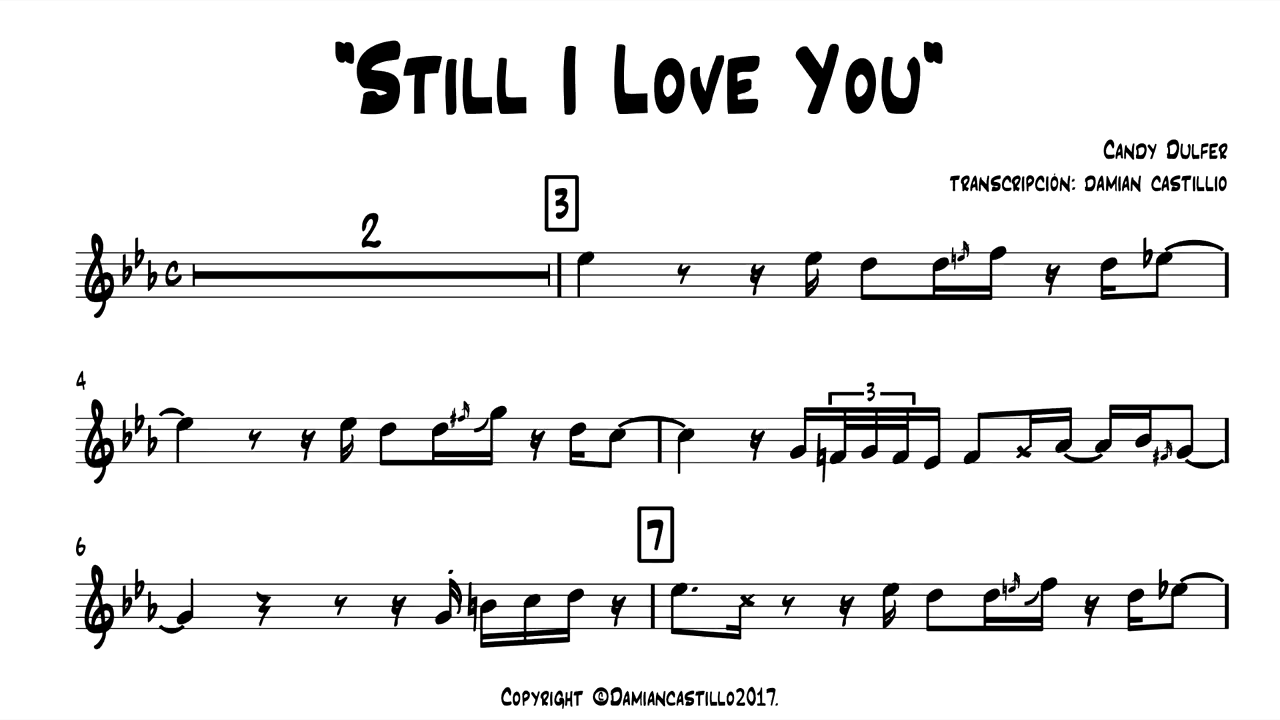 "Still I Love You"
Candy Dulfer
transcripción: damian castillio
2
3
4
3
6
7
Copyright ©Damiancastillo2017.